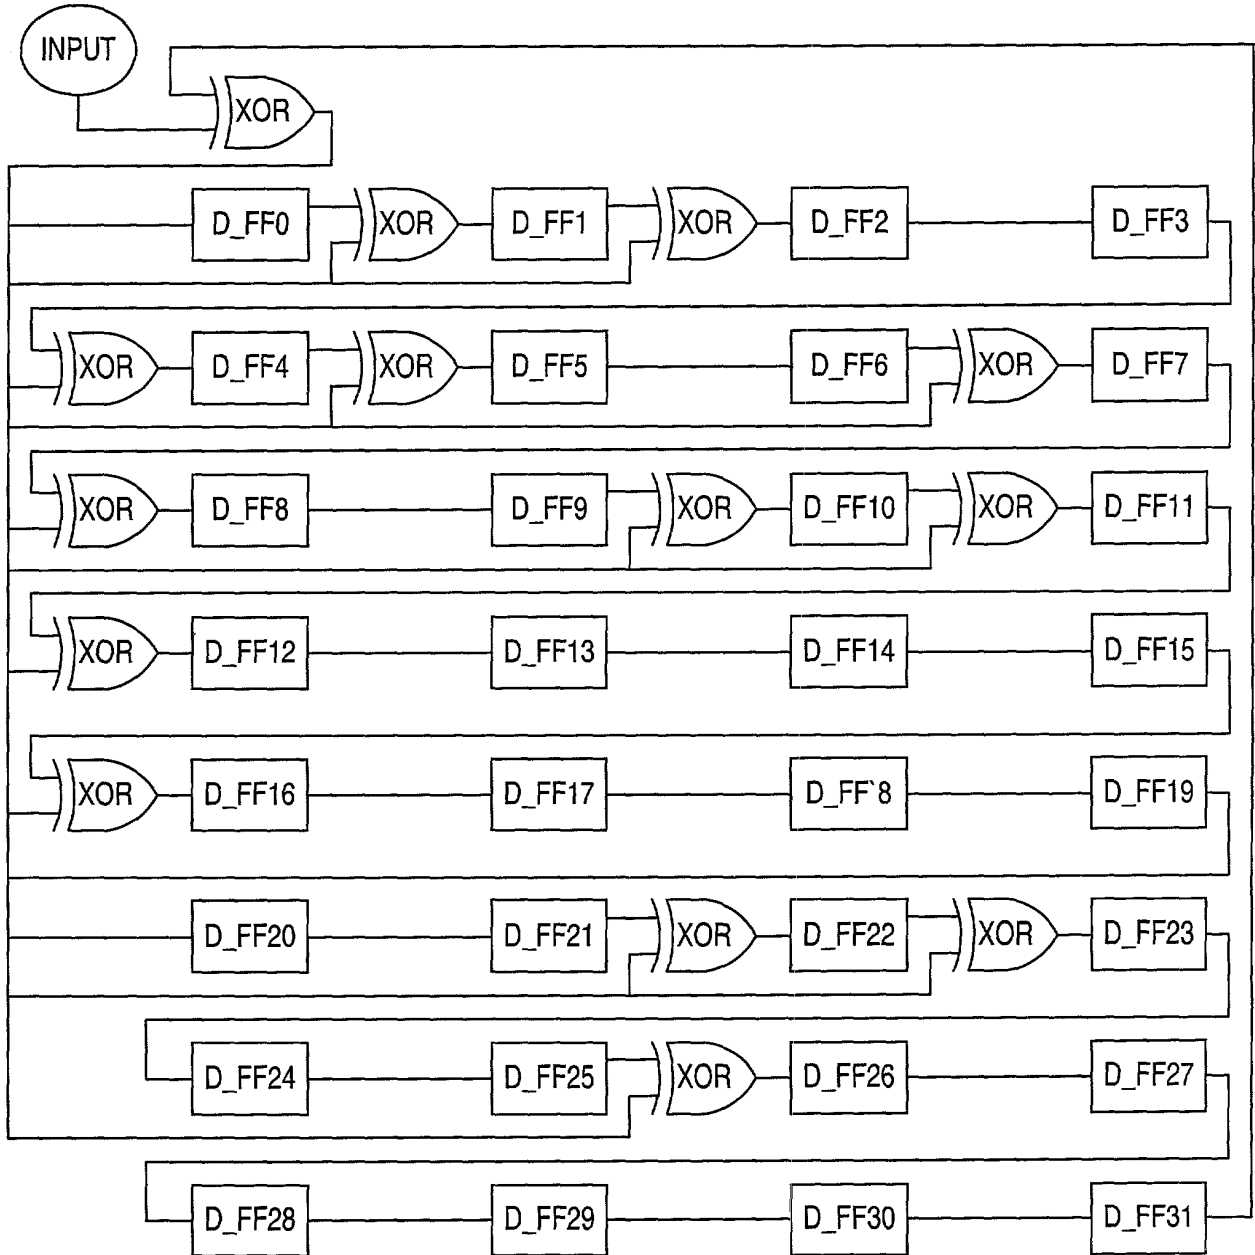 INPUT
XOR
D_FF0 XOR D_FF1 XOR D_FF2 D_FF3
XOR D_FF4 XOR D_FF5 D_FF6 XOR D_FF7
XOR D_FF8 D_FF9 XOR D_FF10 XOR D_FF11
XOR D_FF12 D_FF13 D_FF14 D_FF15
XOR D_FF16 D_FF17 D_FF`8 D_FF19
D_FF20 D_FF21 XOR D_FF22 XOR D_FF23
D_FF24 D_FF25 XOR D_FF26 D_FF27
D_FF28 D_FF29 D_FF30 D_FF31